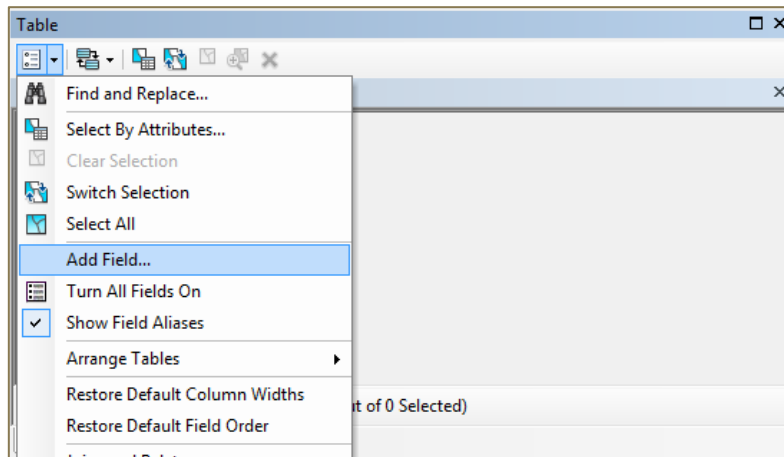 Table
Find and Replace...
Select By Attributes...
Clear Selection
Switch Selection
Select All
Add Field...
Turn All Fields On
Show Field Aliases
Arrange Tables
Restore Default Column Widths
out of 0 Selected)
Restore Default Field Order